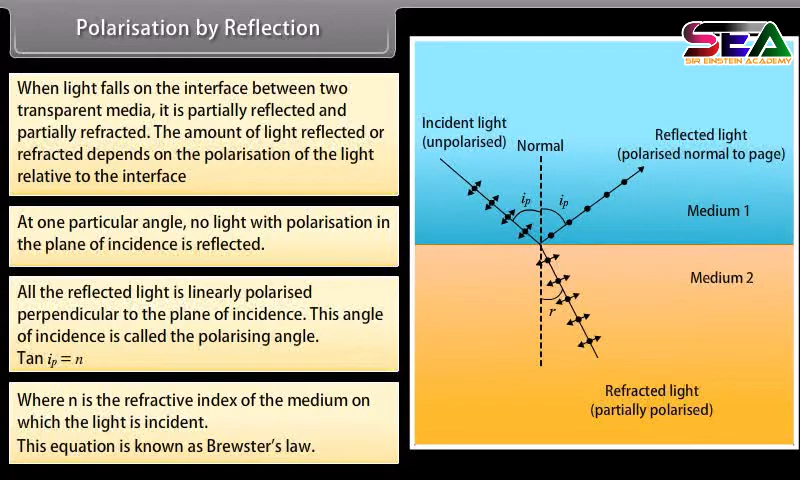 Polarisation by Reflection
SEA
SIR EINSTEIN ACADEMY
When light falls on the interface between two
transparent media, it is partially reflected and
partially refracted. The amount of light reflected or
refracted depends on the polarisation of the light
relative to the interface
At one particular angle, no light with polarisation in
the plane of incidence is reflected.
All the reflected light is linearly polarised
perpendicular to the plane of incidence. This angle
of incidence is called the polarising angle.
Tan iₚ = n
Where n is the refractive index of the medium on
which the light is incident.
This equation is known as Brewster's law.
Incident light
(unpolarised)
Normal
Reflected light
(polarised normal to page)
iₚ
iₚ
Medium 1
Medium 2
r
Refracted light
(partially polarised)